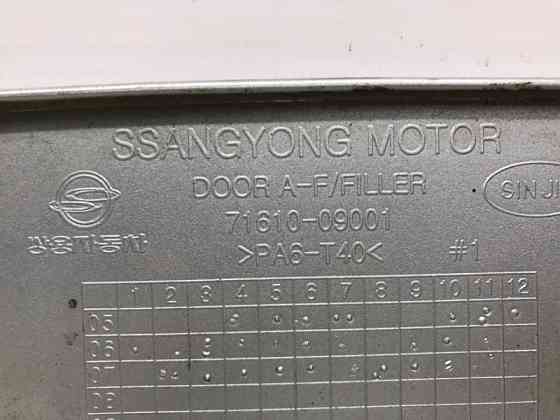 SSANGYONG MOTOR
DOOR A-F/FILLER
71610-09001
쌍용자동차
>PA6-T40<
#1
1 2 3 4 5 6 7 8 9 10 11 12
05
06
07
08